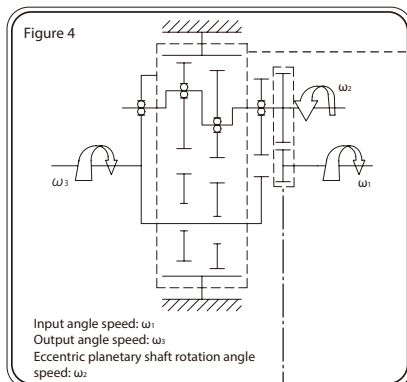 Figure 4
ω₂
ω₃
ω₁
Input angle speed: ω₁
Output angle speed: ω₃
Eccentric planetary shaft rotation angle
speed: ω₂